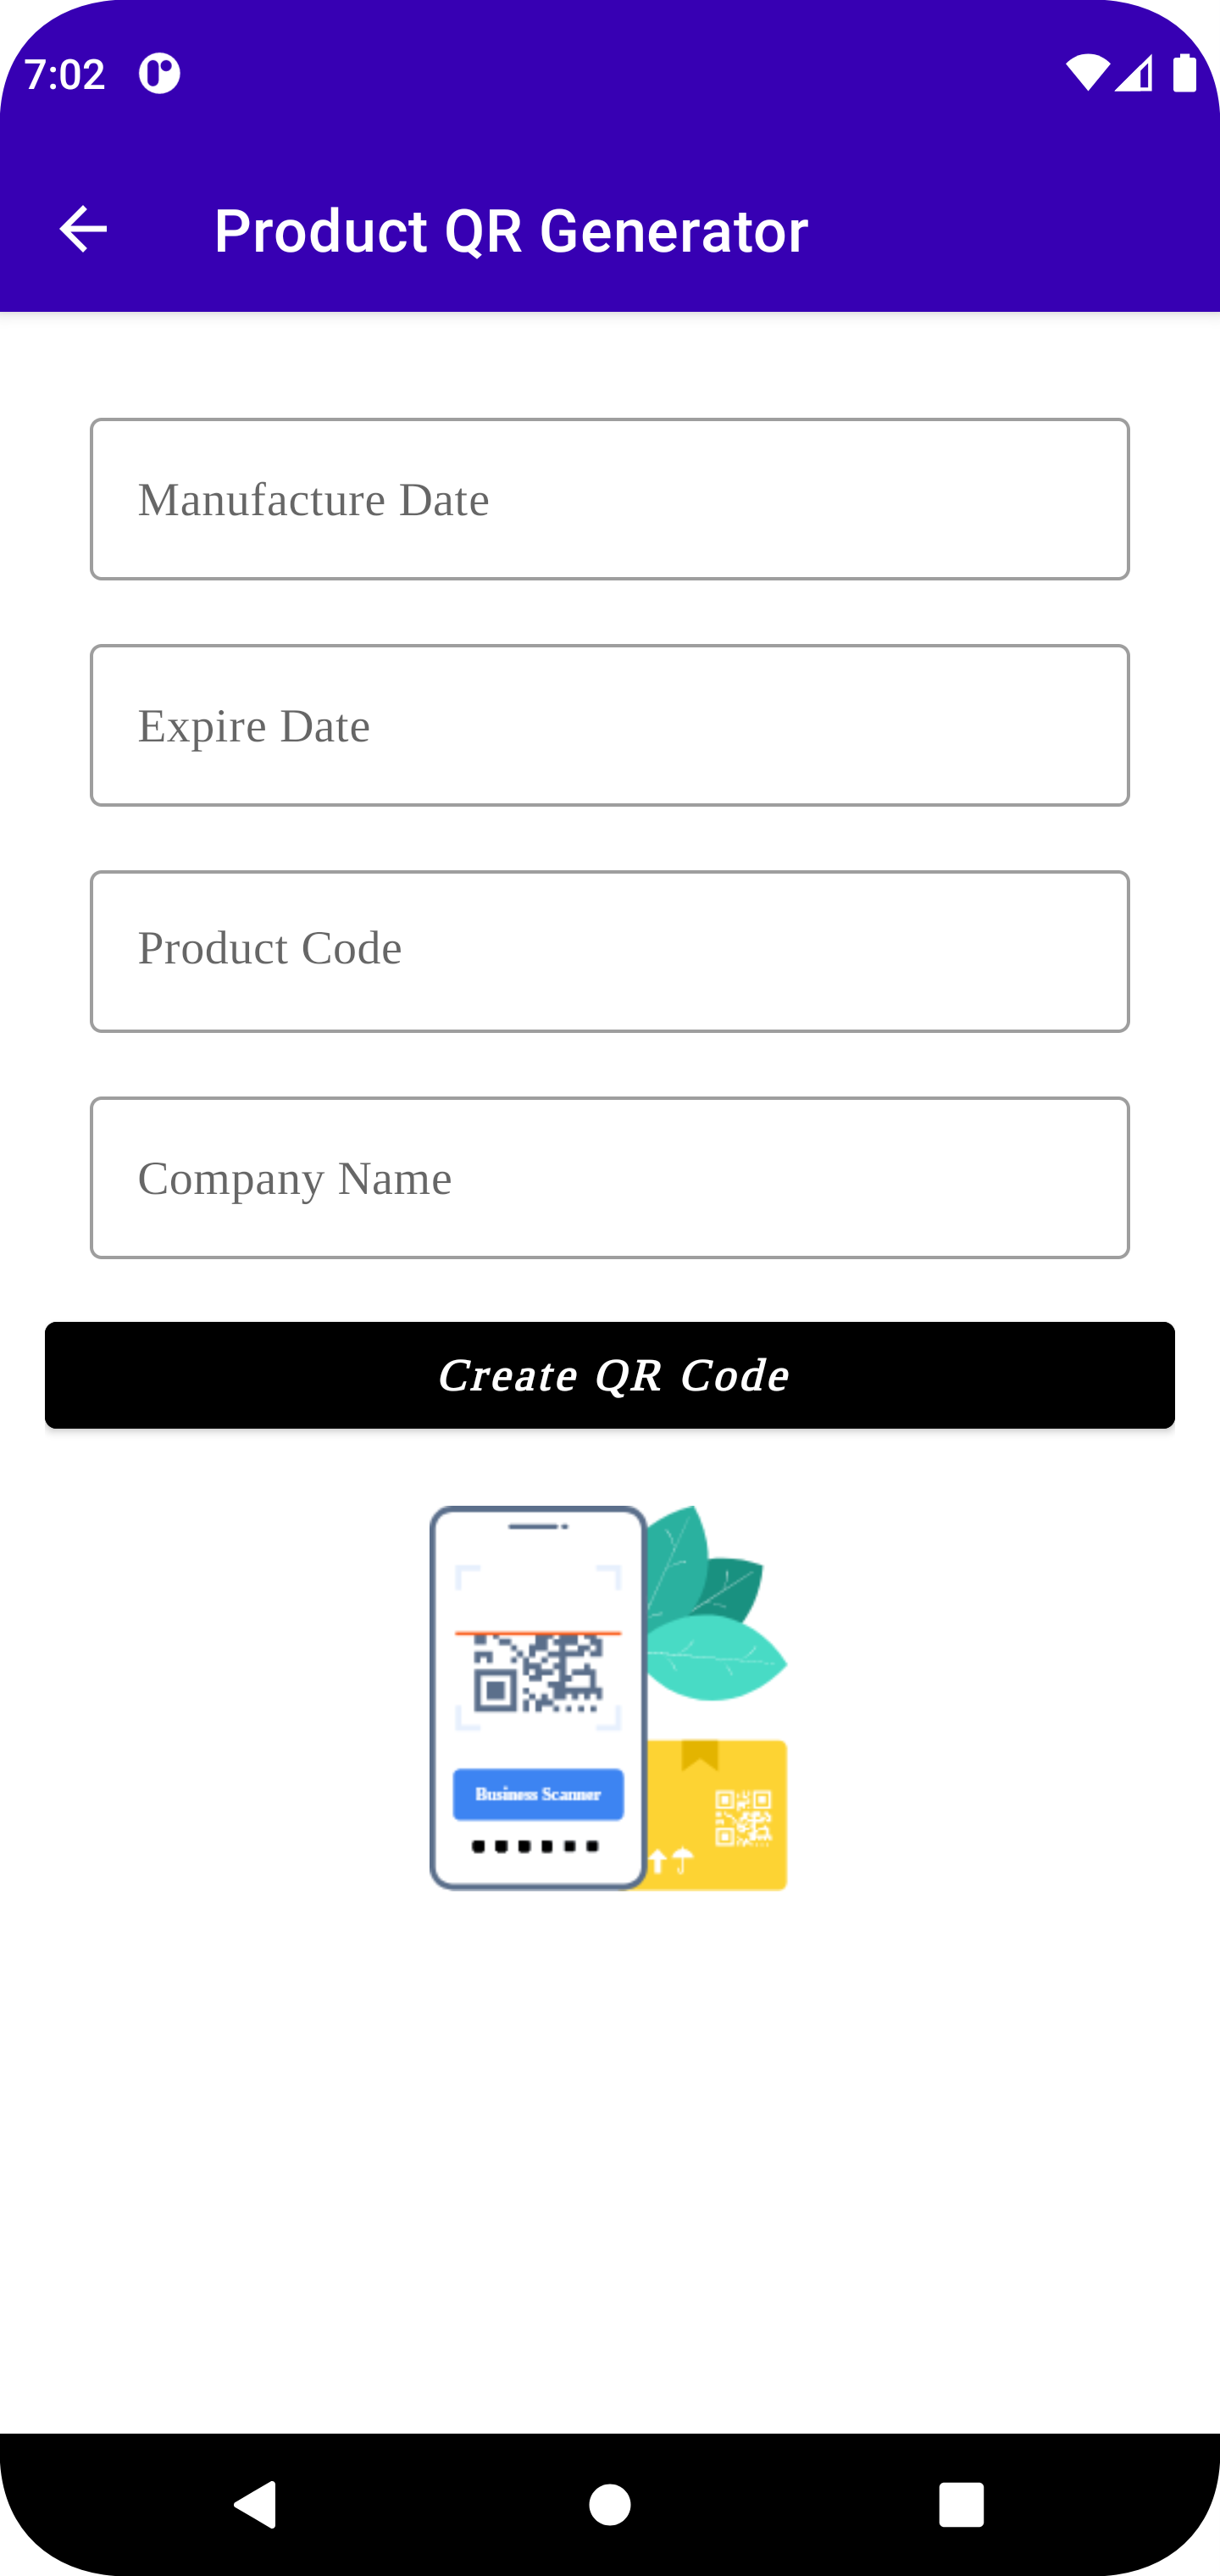 7:02
Product QR Generator
Manufacture Date
Expire Date
Product Code
Company Name
Create QR Code
Business Scanner